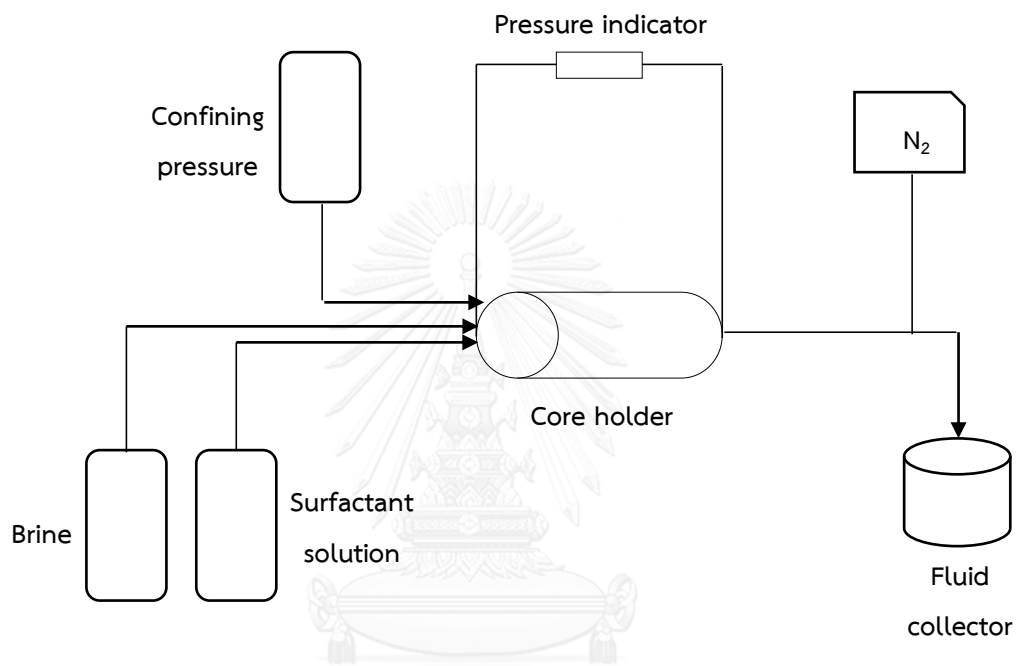 Pressure indicator
Confining
pressure
N₂
Core holder
Brine
Surfactant
solution
Fluid
collector